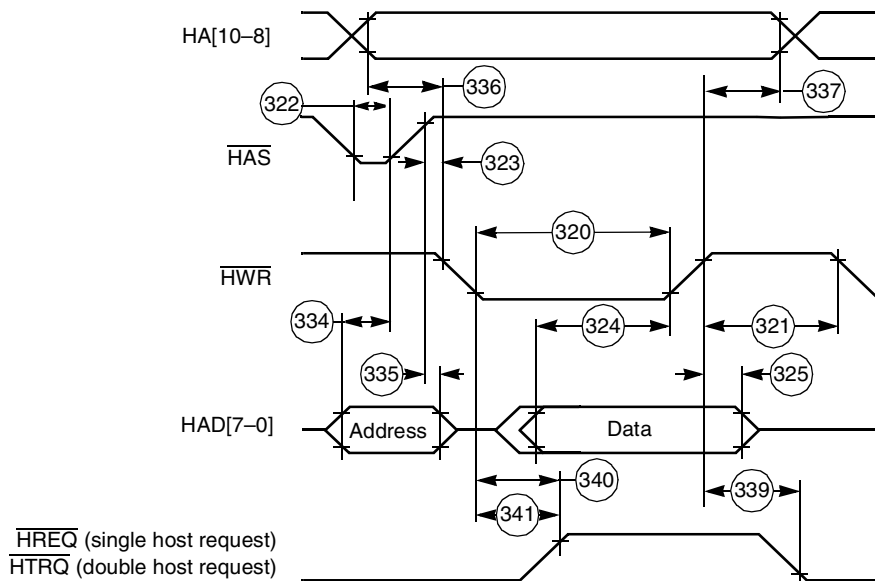 HA[10–8]
336
337
322
HAS
323
320
HWR
334
324
321
335
325
HAD[7–0]
Address
Data
340
341
339
HREQ (single host request)
HTRQ (double host request)